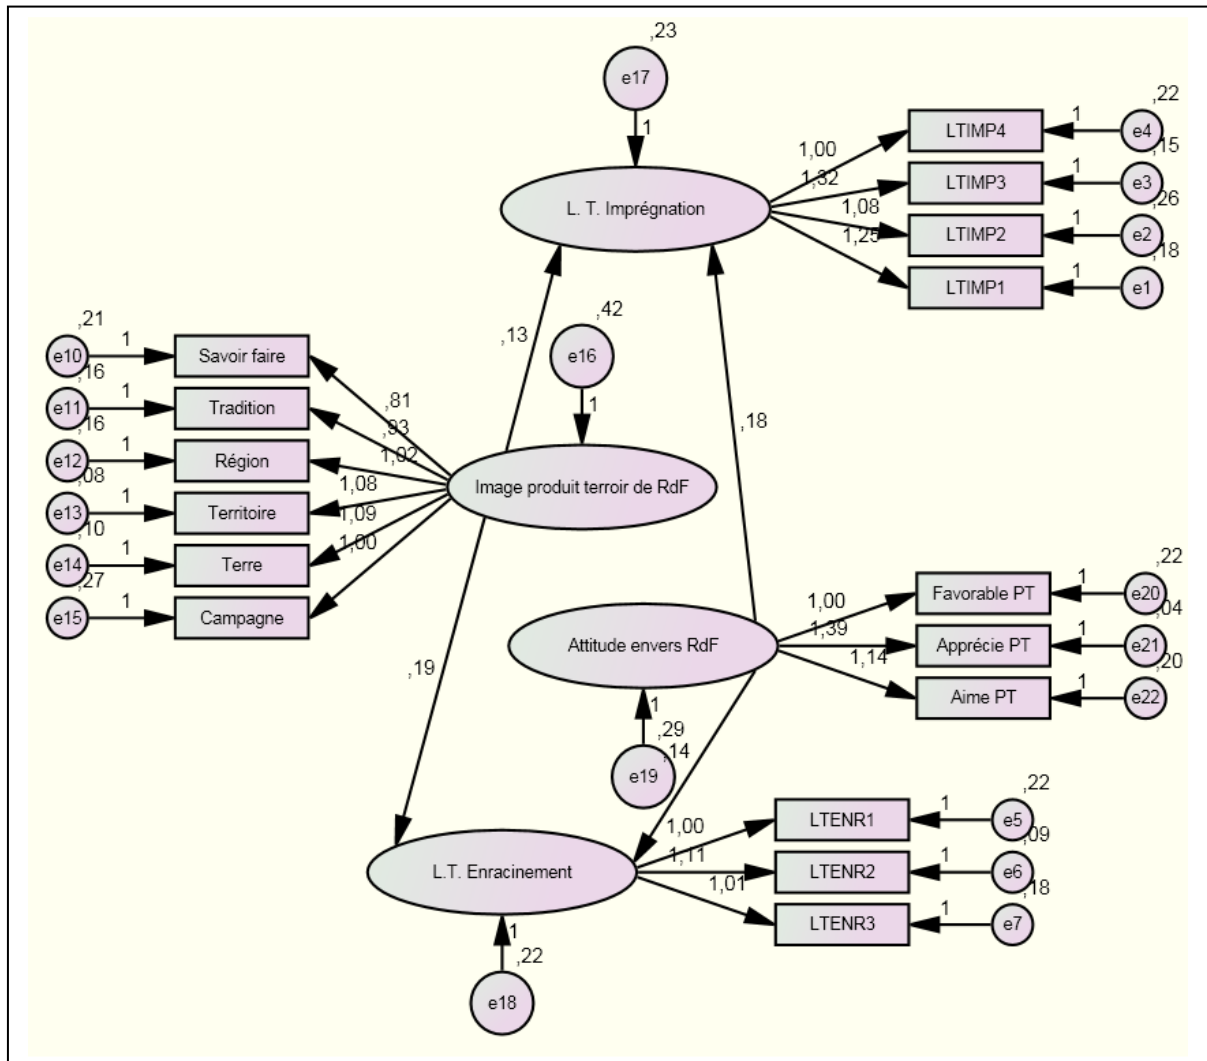 ,23
e17
1
L. T. Imprégnation
1,00
1,32
1,08
1,25
LTIMP4
1
,22
e4
LTIMP3
1
,15
e3
LTIMP2
1
,26
e2
LTIMP1
1
,18
e1
,13
,42
e16
1
,18
,21
e10
1
Savoir faire
,81
,16
e11
1
Tradition
,93
,16
e12
1
Région
1,02
,08
e13
1
Territoire
1,08
,10
e14
1
Terre
1,09
,27
e15
1
Campagne
1,00
Image produit terroir de RdF
,19
Attitude envers RdF
1,00
Favorable PT
1
,22
e20
1,39
Apprécie PT
1
,04
e21
1,14
Aime PT
1
,20
e22
1
,29
e19
,14
L.T. Enracinement
1,00
LTENR1
1
,22
e5
1,11
LTENR2
1
,09
e6
1,01
LTENR3
1
,18
e7
1
,22
e18